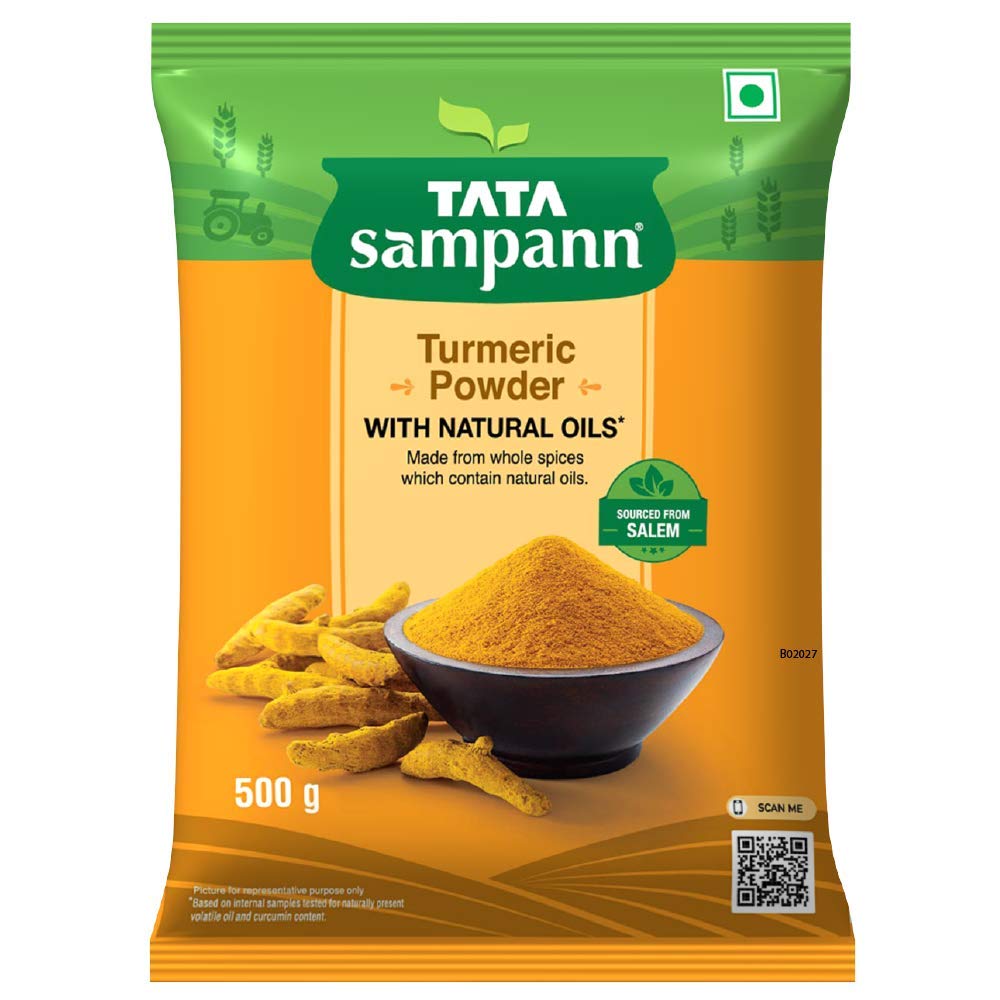 TATA
sampann®
Turmeric
Powder
WITH NATURAL OILS*
Made from whole spices
which contain natural oils.
SOURCED FROM
SALEM
B02027
500 g
SCAN ME
Picture for representative purpose only
*Based on internal samples tested for naturally present
volatile oil and curcumin content.